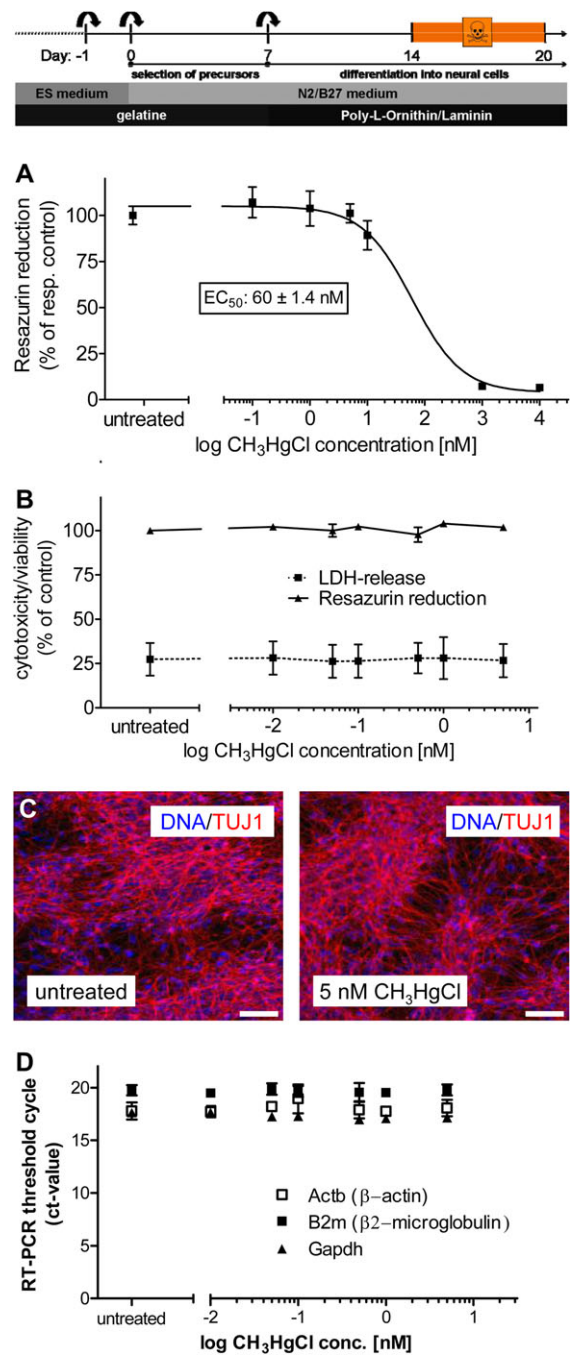 Day: -1 0 7 14 20
selection of precursors differentiation into neural cells
ES medium N2/B27 medium
gelatine Poly-L-Ornithin/Laminin
A
Resazurin reduction
(% of resp. control)
100
75
50
25
0
EC50: 60 ± 1.4 nM
untreated -1 0 1 2 3 4
log CH3HgCl concentration [nM]
B
cytotoxicity/viability
(% of control)
100
75
50
25
0
LDH-release
Resazurin reduction
untreated -2 -1 0 1
log CH3HgCl concentration [nM]
C
DNA/TUJ1
untreated
DNA/TUJ1
5 nM CH3HgCl
D
RT-PCR threshold cycle
(ct-value)
20
15
10
5
0
Actb (β−actin)
B2m (β2−microglobulin)
Gapdh
untreated -2 -1 0 1
log CH3HgCl conc. [nM]